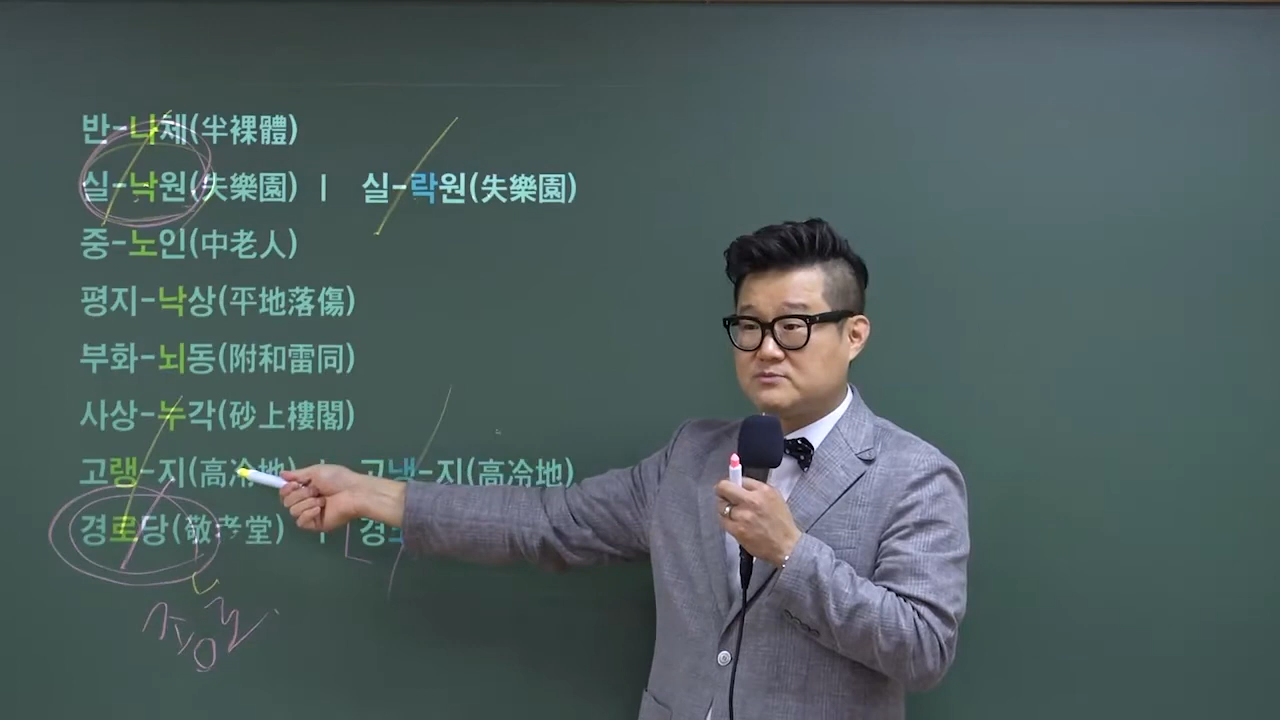 반-나체(半裸體)
실-낙원(失樂園) | 실-락원(失樂園)
중-노인(中老人)
평지-낙상(平地落傷)
부화-뇌동(附和雷同)
사상-누각(砂上樓閣)
고랭-지(高冷地) | 고냉-지(高冷地)
경로당(敬老堂) | 경